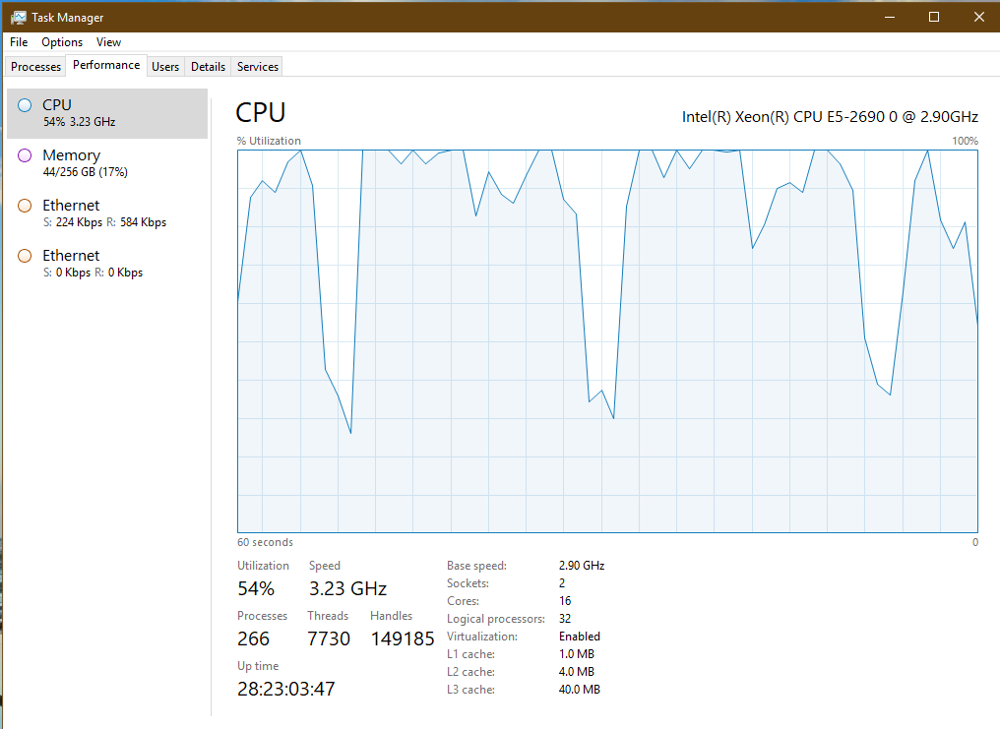 Task Manager
File Options View
Processes Performance Users Details Services
CPU
54% 3.23 GHz
Memory
44/256 GB (17%)
Ethernet
S: 224 Kbps R: 584 Kbps
Ethernet
S: 0 Kbps R: 0 Kbps
CPU
Intel(R) Xeon(R) CPU E5-2690 0 @ 2.90GHz
% Utilization 100%
60 seconds 0
Utilization Speed
54% 3.23 GHz
Processes Threads Handles
266 7730 149185
Up time
28:23:03:47
Base speed: 2.90 GHz
Sockets: 2
Cores: 16
Logical processors: 32
Virtualization: Enabled
L1 cache: 1.0 MB
L2 cache: 4.0 MB
L3 cache: 40.0 MB